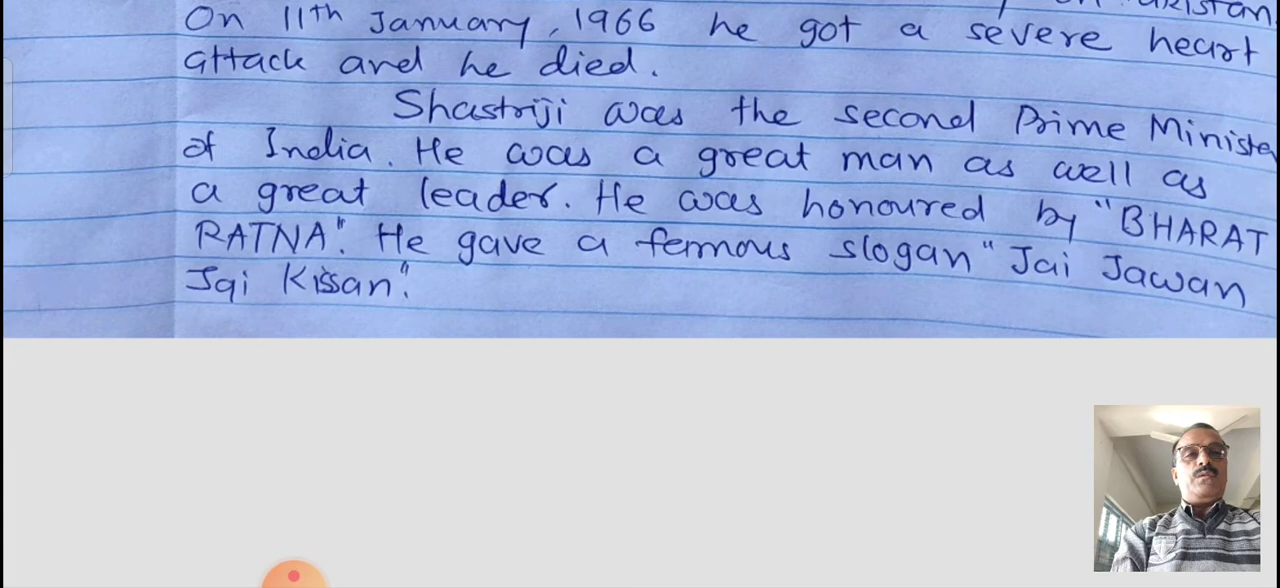 On 11th January, 1966 he got a severe heart
attack and he died.
Shastriji was the second Prime Ministe
of India. He was a great man as well as
a great leader. He was honoured by "BHARAT
RATNA". He gave a femous slogan "Jai Jawan
Jai Kissan".